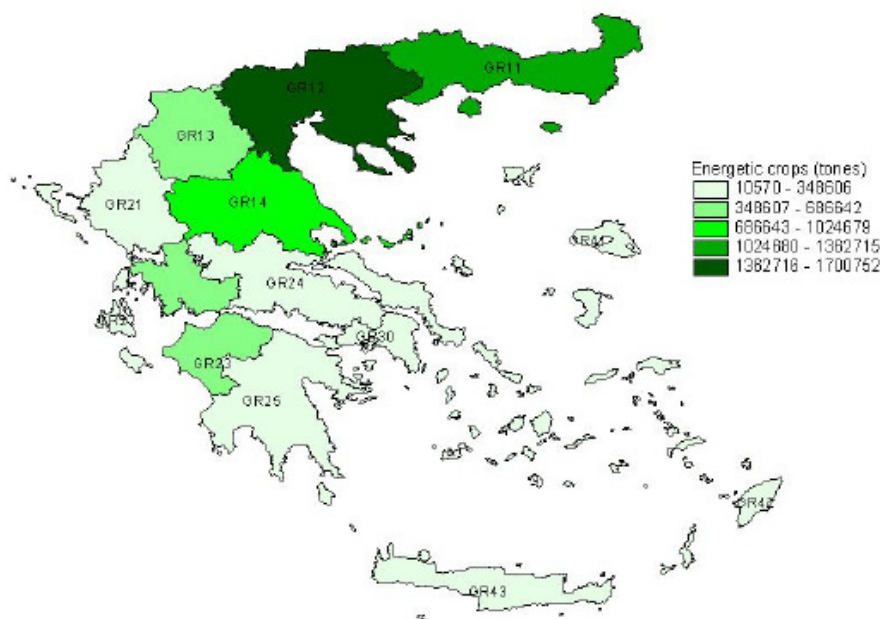 GR11
GR12
GR13
GR21
GR14
Energetic crops (tones)
10570 - 348606
348607 - 686642
686643 - 1024679
1024680 - 1362715
1362716 - 1700752
GR24
GR30
GR23
GR25
GR42
GR43